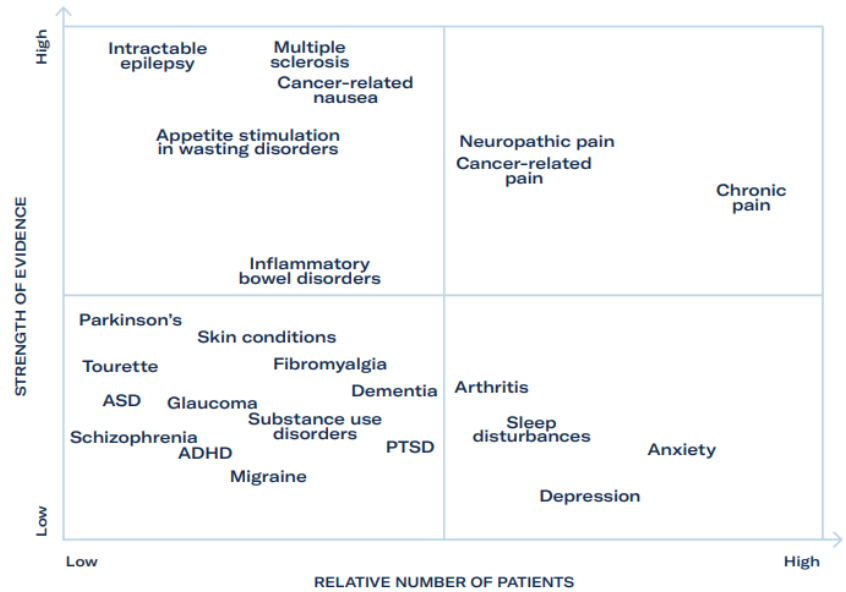 High
Intractable
epilepsy
Multiple
sclerosis
Cancer-related
nausea
Appetite stimulation
in wasting disorders
Inflammatory
bowel disorders
Neuropathic pain
Cancer-related
pain
Chronic
pain
STRENGTH OF EVIDENCE
Parkinson's
Skin conditions
Tourette
Fibromyalgia
ASD
Glaucoma
Dementia
Substance use
disorders
Schizophrenia
ADHD
PTSD
Migraine
Arthritis
Sleep
disturbances
Anxiety
Depression
Low
Low
High
RELATIVE NUMBER OF PATIENTS